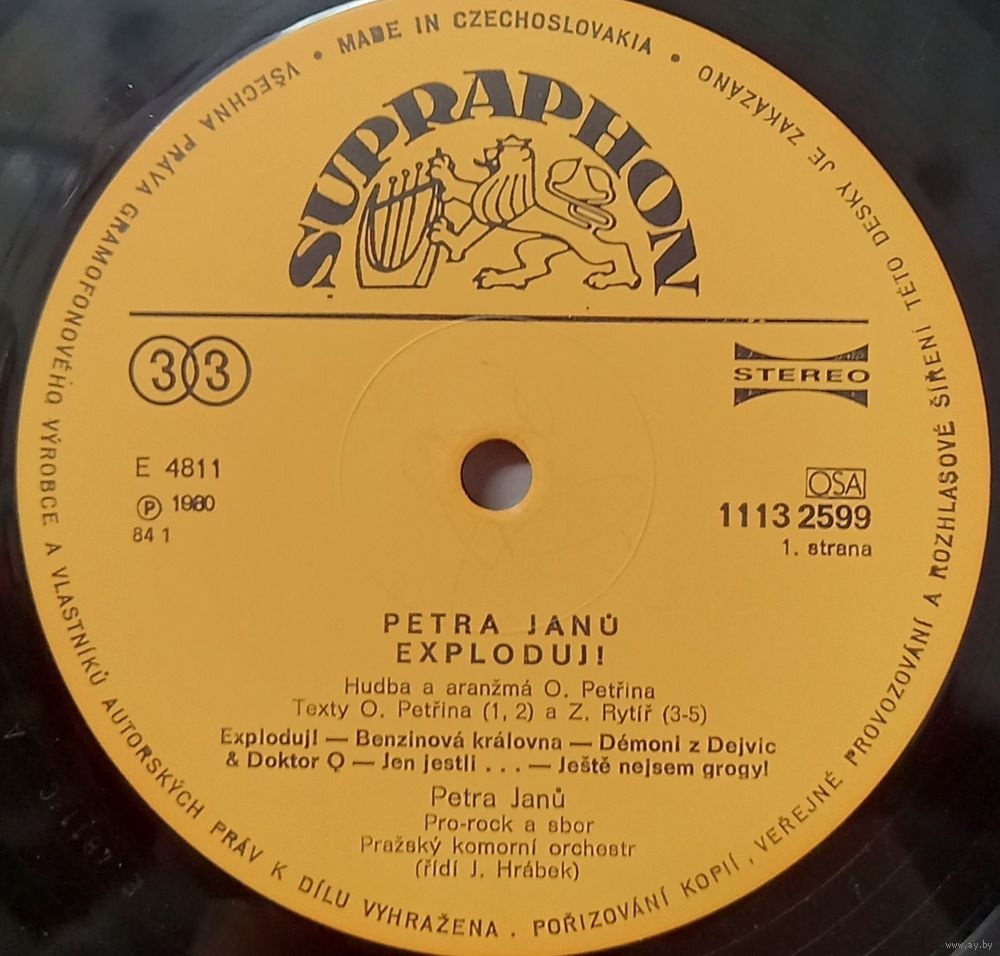 VŠECHNA PRÁVA GRAMOFONOVÉHO VÝROBCE A VLASTNÍKŮ AUTORSKÝCH PRÁV K DÍLU VYHRAŽENA . POŘIZOVÁNÍ KOPIÍ, VEŘEJNÉ PROVOZOVÁNÍ A ROZHLASOVÉ ŠÍŘENÍ TÉTO DESKY JE ZAKÁZÁNO
• MADE IN CZECHOSLOVAKIA •
SUPRAPHON
33
STEREO
E 4811
Ⓟ 1980
84 1
OSA
1113 2599
1. strana
PETRA JANŮ
EXPLODUJ!
Hudba a aranžmá O. Petřina
Texty O. Petřina (1, 2) a Z. Rytíř (3-5)
Exploduj! — Benzinová královna — Démoni z Dejvic
& Doktor Q — Jen jestli . . . — Ještě nejsem grogy!
Petra Janů
Pro-rock a sbor
Pražský komorní orchestr
(řídí J. Hrábek)
www.ay.by